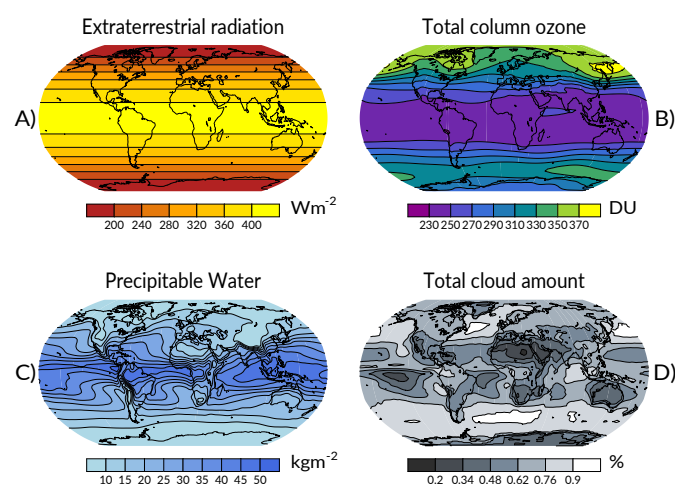 Extraterrestrial radiation
Total column ozone
A)
B)
200 240 280 320 360 400
Wm-2
230 250 270 290 310 330 350 370
DU
Precipitable Water
Total cloud amount
C)
D)
10 15 20 25 30 35 40 45 50
kgm-2
0.2 0.34 0.48 0.62 0.76 0.9
%